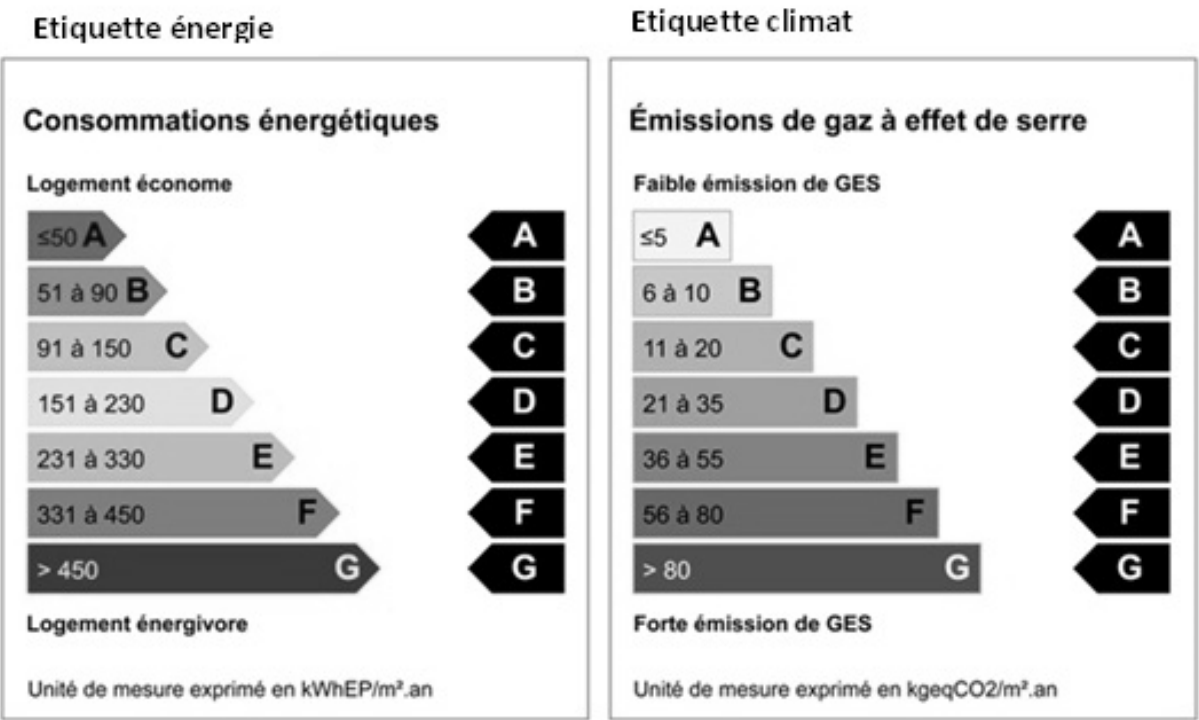 Etiquette énergie
Consommations énergétiques
Logement économe
≤50 A A
51 à 90 B B
91 à 150 C C
151 à 230 D D
231 à 330 E E
331 à 450 F F
> 450 G G
Logement énergivore
Unité de mesure exprimé en kWhEP/m².an
Etiquette climat
Émissions de gaz à effet de serre
Faible émission de GES
≤5 A A
6 à 10 B B
11 à 20 C C
21 à 35 D D
36 à 55 E E
56 à 80 F F
> 80 G G
Forte émission de GES
Unité de mesure exprimé en kgeqCO2/m².an